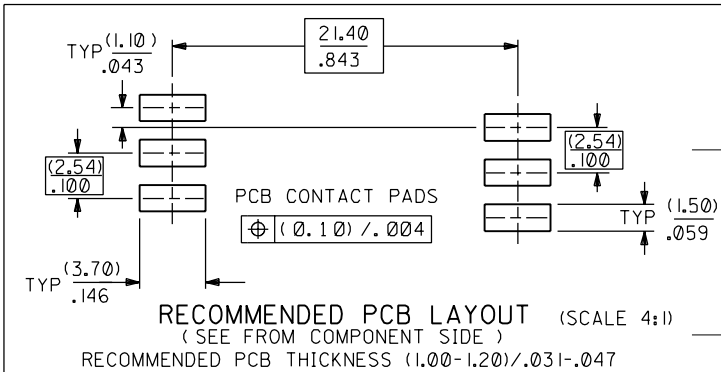 TYP (1.10)
.043
21.40
.843
(2.54)
.100
(2.54)
.100
PCB CONTACT PADS
(0.10)/.004
TYP (1.50)
.059
TYP (3.70)
.146
RECOMMENDED PCB LAYOUT (SCALE 4:1)
( SEE FROM COMPONENT SIDE )
RECOMMENDED PCB THICKNESS (1.00-1.20)/.031-.047